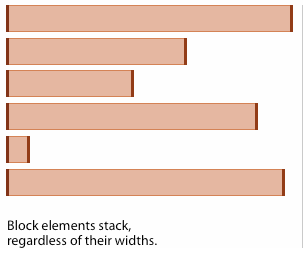 Block elements stack,
regardless of their widths.